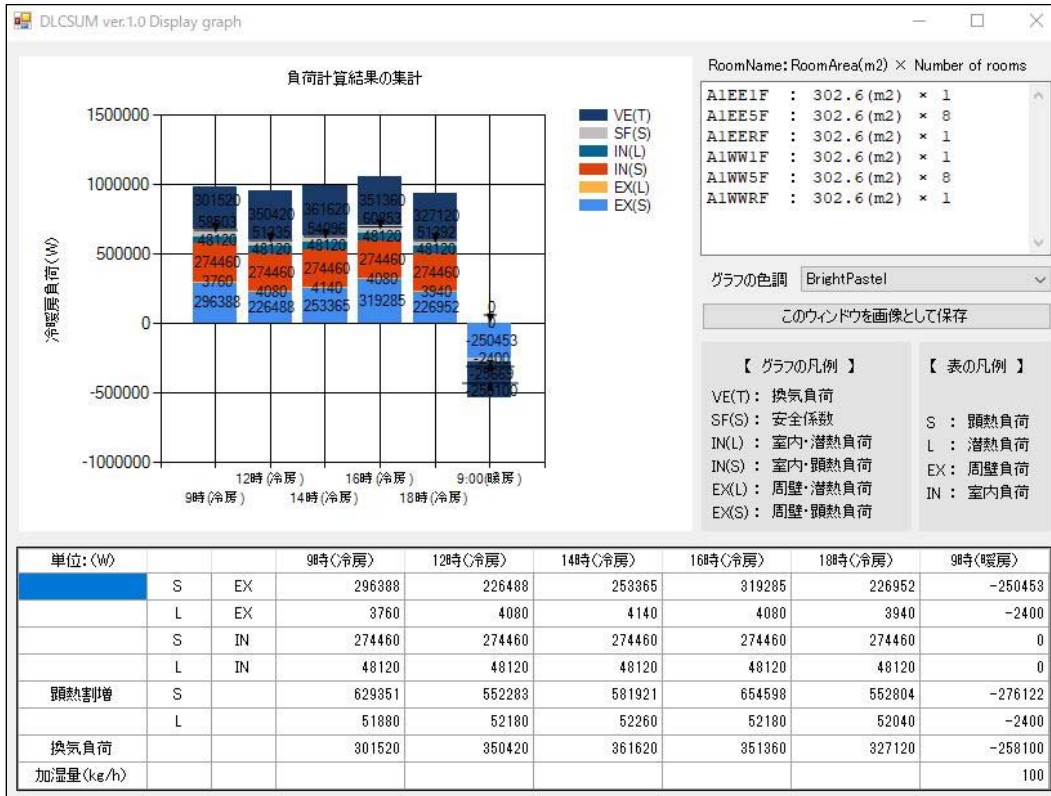 DLCSUM ver.1.0 Display graph
負荷計算結果の集計
冷暖房負荷(W)
1500000
1000000
500000
0
-500000
-1000000
301520
58503
48120
274460
3760
296388
350420
51335
48120
274460
4080
226488
361620
54096
48120
274460
4140
253365
351360
60853
48120
274460
4080
319285
327120
51392
48120
274460
3940
226952
0
0
-250453
-2400
-258100
9時(冷房)
12時(冷房)
14時(冷房)
16時(冷房)
18時(冷房)
9:00(暖房)
VE(T)
SF(S)
IN(L)
IN(S)
EX(L)
EX(S)
RoomName:RoomArea(m2) × Number of rooms
A1EE1F : 302.6(m2) × 1
A1EE5F : 302.6(m2) × 8
A1EERF : 302.6(m2) × 1
A1WW1F : 302.6(m2) × 1
A1WW5F : 302.6(m2) × 8
A1WWRF : 302.6(m2) × 1
グラフの色調 BrightPastel
このウィンドウを画像として保存
【 グラフの凡例 】
VE(T): 換気負荷
SF(S): 安全係数
IN(L): 室内・潜熱負荷
IN(S): 室内・顕熱負荷
EX(L): 周壁・潜熱負荷
EX(S): 周壁・顕熱負荷
【 表の凡例 】
S : 顕熱負荷
L : 潜熱負荷
EX: 周壁負荷
IN : 室内負荷
単位:(W) 9時(冷房) 12時(冷房) 14時(冷房) 16時(冷房) 18時(冷房) 9時(暖房)
S EX 296388 226488 253365 319285 226952 -250453
L EX 3760 4080 4140 4080 3940 -2400
S IN 274460 274460 274460 274460 274460 0
L IN 48120 48120 48120 48120 48120 0
顕熱割増 S 629351 552283 581921 654598 552804 -276122
L 51880 52180 52260 52180 52040 -2400
換気負荷 301520 350420 361620 351360 327120 -258100
加湿量(kg/h) 100